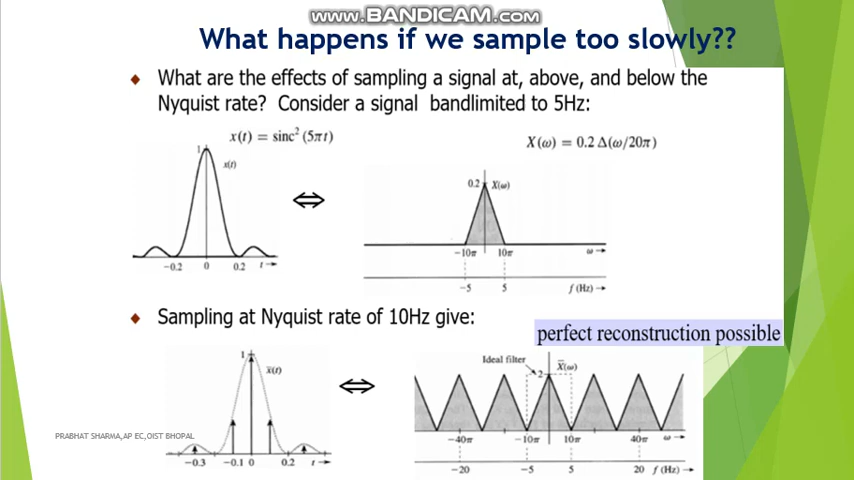 www.BANDICAM.com
What happens if we sample too slowly??
What are the effects of sampling a signal at, above, and below the
Nyquist rate? Consider a signal bandlimited to 5Hz:
x(t) = sinc² (5πt)
X(ω) = 0.2 Δ(ω/20π)
1
x(t)
−0.2 0 0.2 t→
⇔
0.2 X(ω)
−10π 10π ω→
−5 5 f (Hz)→
Sampling at Nyquist rate of 10Hz give:
perfect reconstruction possible
1
x̄(t)
−0.3 −0.1 0 0.2 t→
⇔
Ideal filter
2 X̄(ω)
−40π −10π 10π 40π ω→
−20 −5 5 20 f (Hz)→
PRABHAT SHARMA,AP EC,OIST BHOPAL